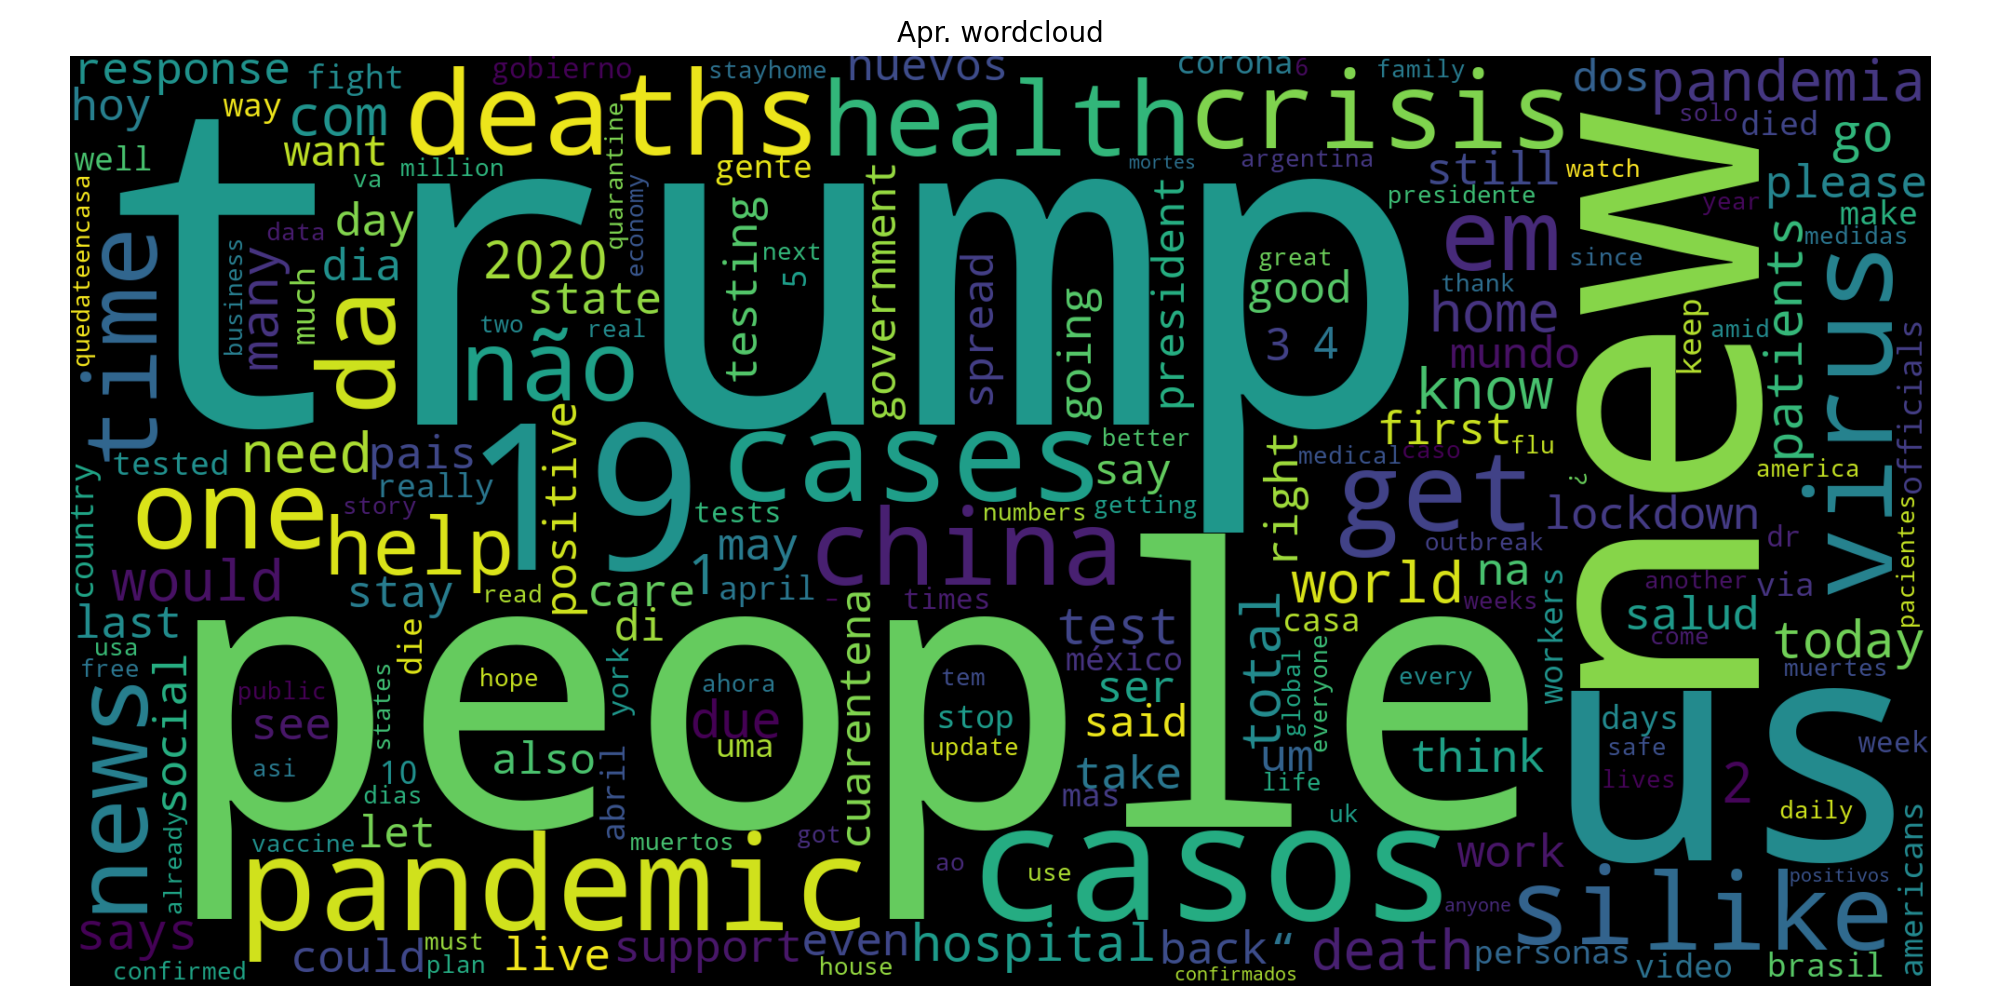 Apr. wordcloud
response
fight
gobierno
stayhome
huevos
corona
6
family
dos
pandemia
hoy
way
com
deaths
health
crisis
solo
died
go
well
want
million
va
quarantine
gente
mortes
argentina
still
watch
please
presidente
year
make
medidas
quedateencasa
time
trump
new
data
day
many
business
much
dia
da
2020
state
economy
testing
next
5
government
spread
going
president
great
good
3
4
em
since
thank
home
mundo
keep
amid
patients
virus
officials
two
real
não
know
first
flu
need
pais
tested
really
story
positive
19
cases
better
say
getting
numbers
tests
right
medical
caso
get
outbreak
¿
america
lockdown
dr
pacientes
country
one
help
would
stay
read
care
1
may
april
china
-
times
world
na
weeks
another
via
salud
come
last
usa
free
die
di
york
cuarentena
test
méxico
ser
said
total
casa
global
everyone
workers
today
muertes
news
social
public
see
states
people
us
hope
ahora
due
uma
tem
stop
update
every
days
safe
lives
2
week
asi
10
dias
also
abril
take
mas
um
life
uk
think
daily
already
vaccine
let
muertos
got
ao
use
casos
work
positivos
americans
pandemic
anyone
si
like
says
could
must
plan
live
support
even
house
hospital
back
“
confirmados
death
personas
video
brasil
confirmed